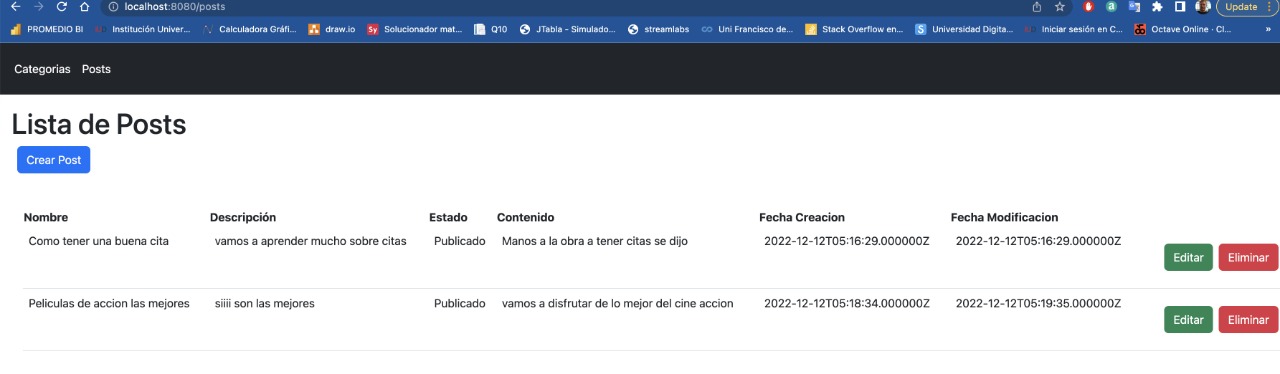 localhost:8080/posts
Update
PROMEDIO BI Institución Univer... Calculadora Gráfi... draw.io Sy Solucionador mat... Q10 JTabla - Simulado... streamlabs Uni Francisco de... Stack Overflow en... S Universidad Digita... Iniciar sesión en C... Octave Online · Cl... »
Categorias Posts
Lista de Posts
Crear Post
Nombre Descripción Estado Contenido Fecha Creacion Fecha Modificacion
Como tener una buena cita vamos a aprender mucho sobre citas Publicado Manos a la obra a tener citas se dijo 2022-12-12T05:16:29.000000Z 2022-12-12T05:16:29.000000Z
Editar Eliminar
Peliculas de accion las mejores siiii son las mejores Publicado vamos a disfrutar de lo mejor del cine accion 2022-12-12T05:18:34.000000Z 2022-12-12T05:19:35.000000Z
Editar Eliminar